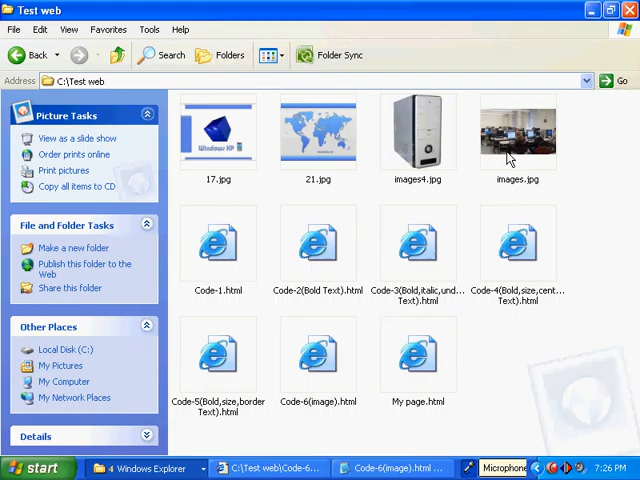 Test web
File Edit View Favorites Tools Help
Back Search Folders Folder Sync
Address C:\Test web Go
Picture Tasks
View as a slide show
Order prints online
Print pictures
Copy all items to CD
File and Folder Tasks
Make a new folder
Publish this folder to the
Web
Share this folder
Other Places
Local Disk (C:)
My Pictures
My Computer
My Network Places
Details
Windows XP
17.jpg 21.jpg images4.jpg images.jpg
Code-1.html Code-2(Bold Text).html Code-3(Bold,italic,und... Code-4(Bold,size,cent...
Text).html Text).html
Code-5(Bold,size,border Code-6(image).html My page.html
Text).html
start 4 Windows Explorer C:\Test web\Code-6... Code-6(image).html ... Microphone 7:26 PM